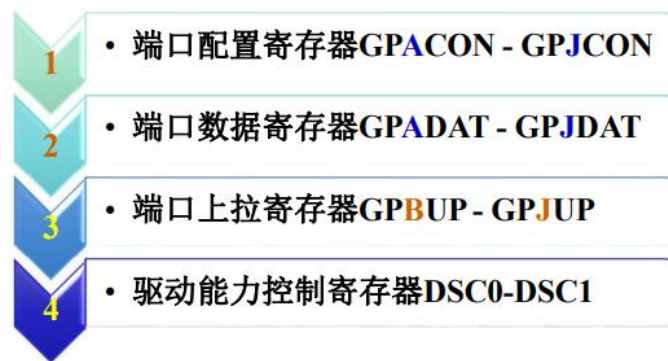 1 • 端口配置寄存器GPACON - GPJCON
2 • 端口数据寄存器GPADAT - GPJDAT
3 • 端口上拉寄存器GPBUP - GPJUP
4 • 驱动能力控制寄存器DSC0-DSC1